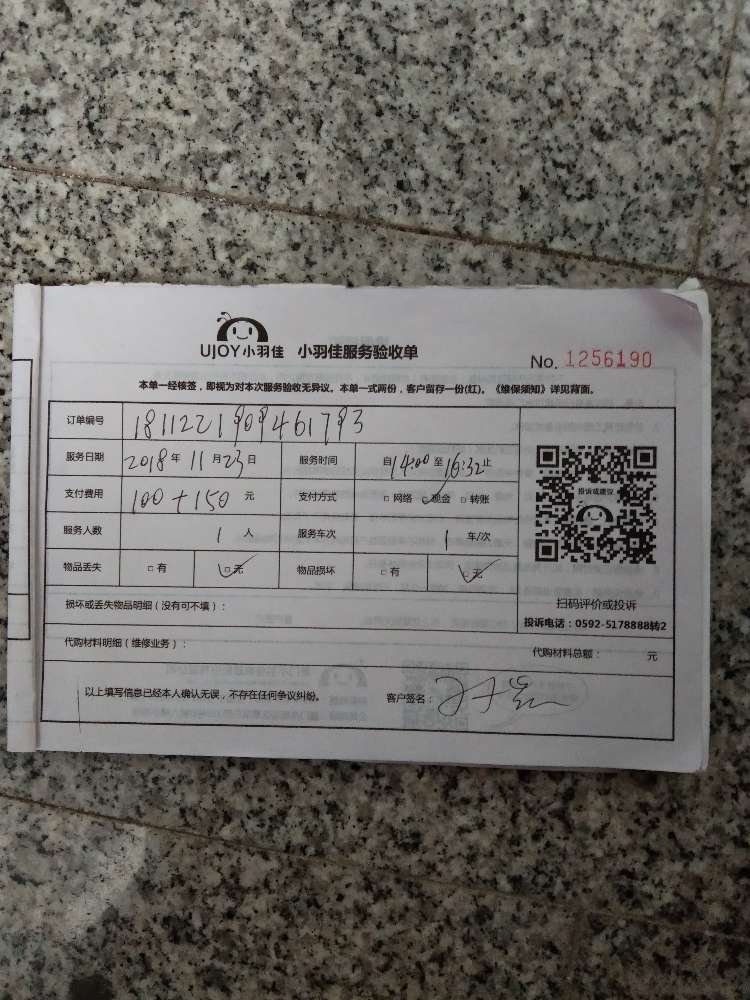 UJOY小羽佳 小羽佳服务验收单
No. 1256190
本单一经核签，即视为对本次服务验收无异议。本单一式两份，客户留存一份(红)。《维保须知》详见背面。
订单编号
服务日期 2018年 11月23日 服务时间 自14:00至16:32止
支付费用 100+150 元 支付方式 □网络 □现金 □转账
服务人数 1 人 服务车次 1 车/次
物品丢失 □有 □无 物品损坏 □有 □无
投诉或建议
扫码评价或投诉
投诉电话：0592-5178888转2
损坏或丢失物品明细（没有可不填）：
代购材料明细（维修业务）： 代购材料总额： 元
以上填写信息已经本人确认无误，不存在任何争议纠纷。 客户签名：